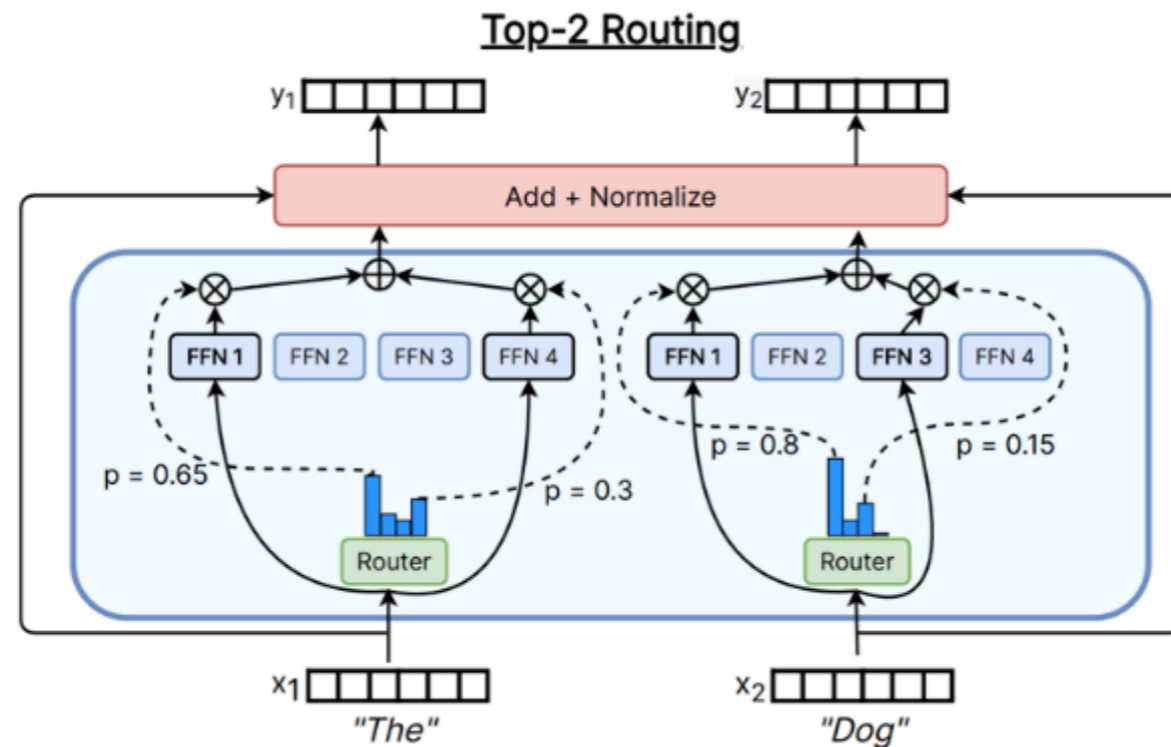 Top-2 Routing
y1 y2
Add + Normalize
FFN 1 FFN 2 FFN 3 FFN 4 FFN 1 FFN 2 FFN 3 FFN 4
p = 0.65 p = 0.3 p = 0.8 p = 0.15
Router Router
x1 x2
"The" "Dog"